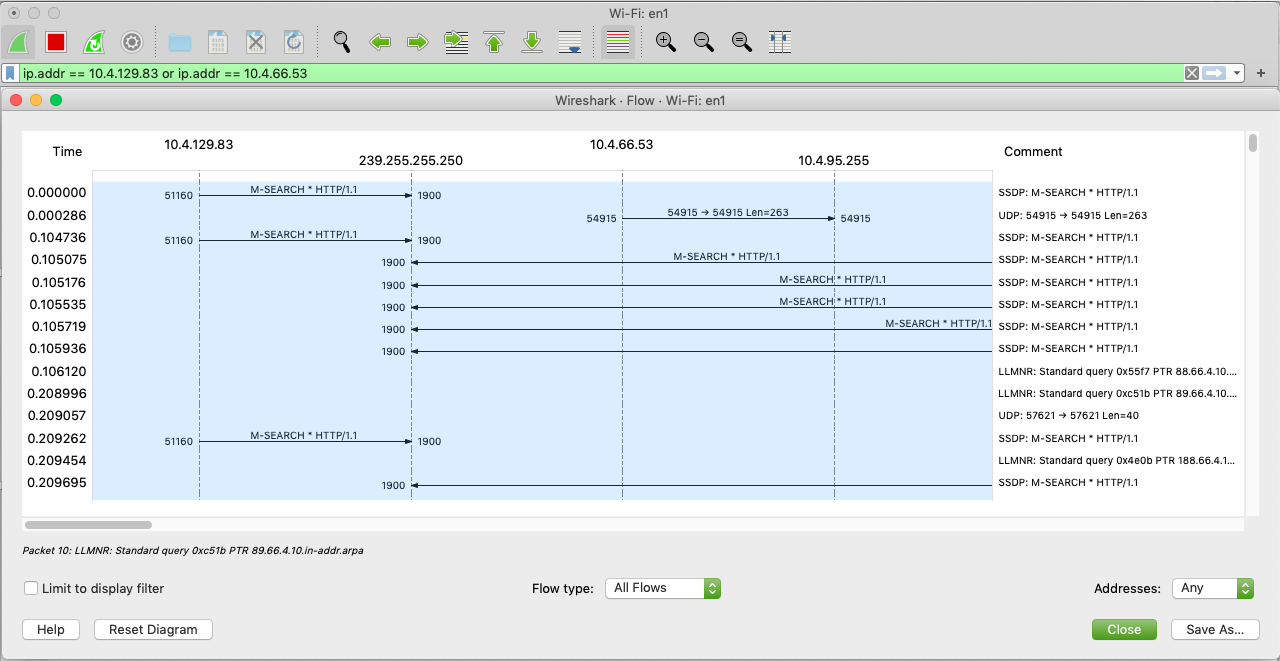 Wi-Fi: en1
ip.addr == 10.4.129.83 or ip.addr == 10.4.66.53
Wireshark · Flow · Wi-Fi: en1
Time
10.4.129.83
239.255.255.250
10.4.66.53
10.4.95.255
Comment
0.000000 51160 M-SEARCH * HTTP/1.1 1900 SSDP: M-SEARCH * HTTP/1.1
0.000286 54915 54915 → 54915 Len=263 54915 UDP: 54915 → 54915 Len=263
0.104736 51160 M-SEARCH * HTTP/1.1 1900 SSDP: M-SEARCH * HTTP/1.1
0.105075 1900 M-SEARCH * HTTP/1.1 SSDP: M-SEARCH * HTTP/1.1
0.105176 1900 M-SEARCH * HTTP/1.1 SSDP: M-SEARCH * HTTP/1.1
0.105535 1900 M-SEARCH * HTTP/1.1 SSDP: M-SEARCH * HTTP/1.1
0.105719 1900 M-SEARCH * HTTP/1.1 SSDP: M-SEARCH * HTTP/1.1
0.105936 1900 SSDP: M-SEARCH * HTTP/1.1
0.106120 LLMNR: Standard query 0x55f7 PTR 88.66.4.10....
0.208996 LLMNR: Standard query 0xc51b PTR 89.66.4.10....
0.209057 UDP: 57621 → 57621 Len=40
0.209262 51160 M-SEARCH * HTTP/1.1 1900 SSDP: M-SEARCH * HTTP/1.1
0.209454 LLMNR: Standard query 0x4e0b PTR 188.66.4.1...
0.209695 1900 SSDP: M-SEARCH * HTTP/1.1
Packet 10: LLMNR: Standard query 0xc51b PTR 89.66.4.10.in-addr.arpa
Limit to display filter
Flow type: All Flows
Addresses: Any
Help
Reset Diagram
Close
Save As...